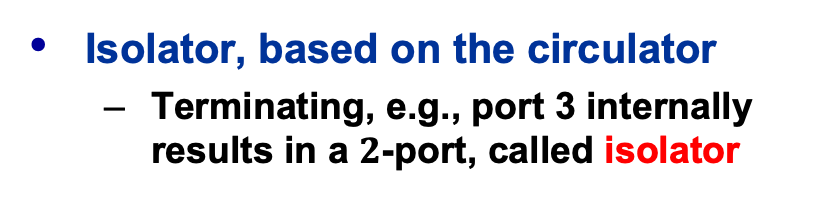 • Isolator, based on the circulator
– Terminating, e.g., port 3 internally
results in a 2-port, called isolator